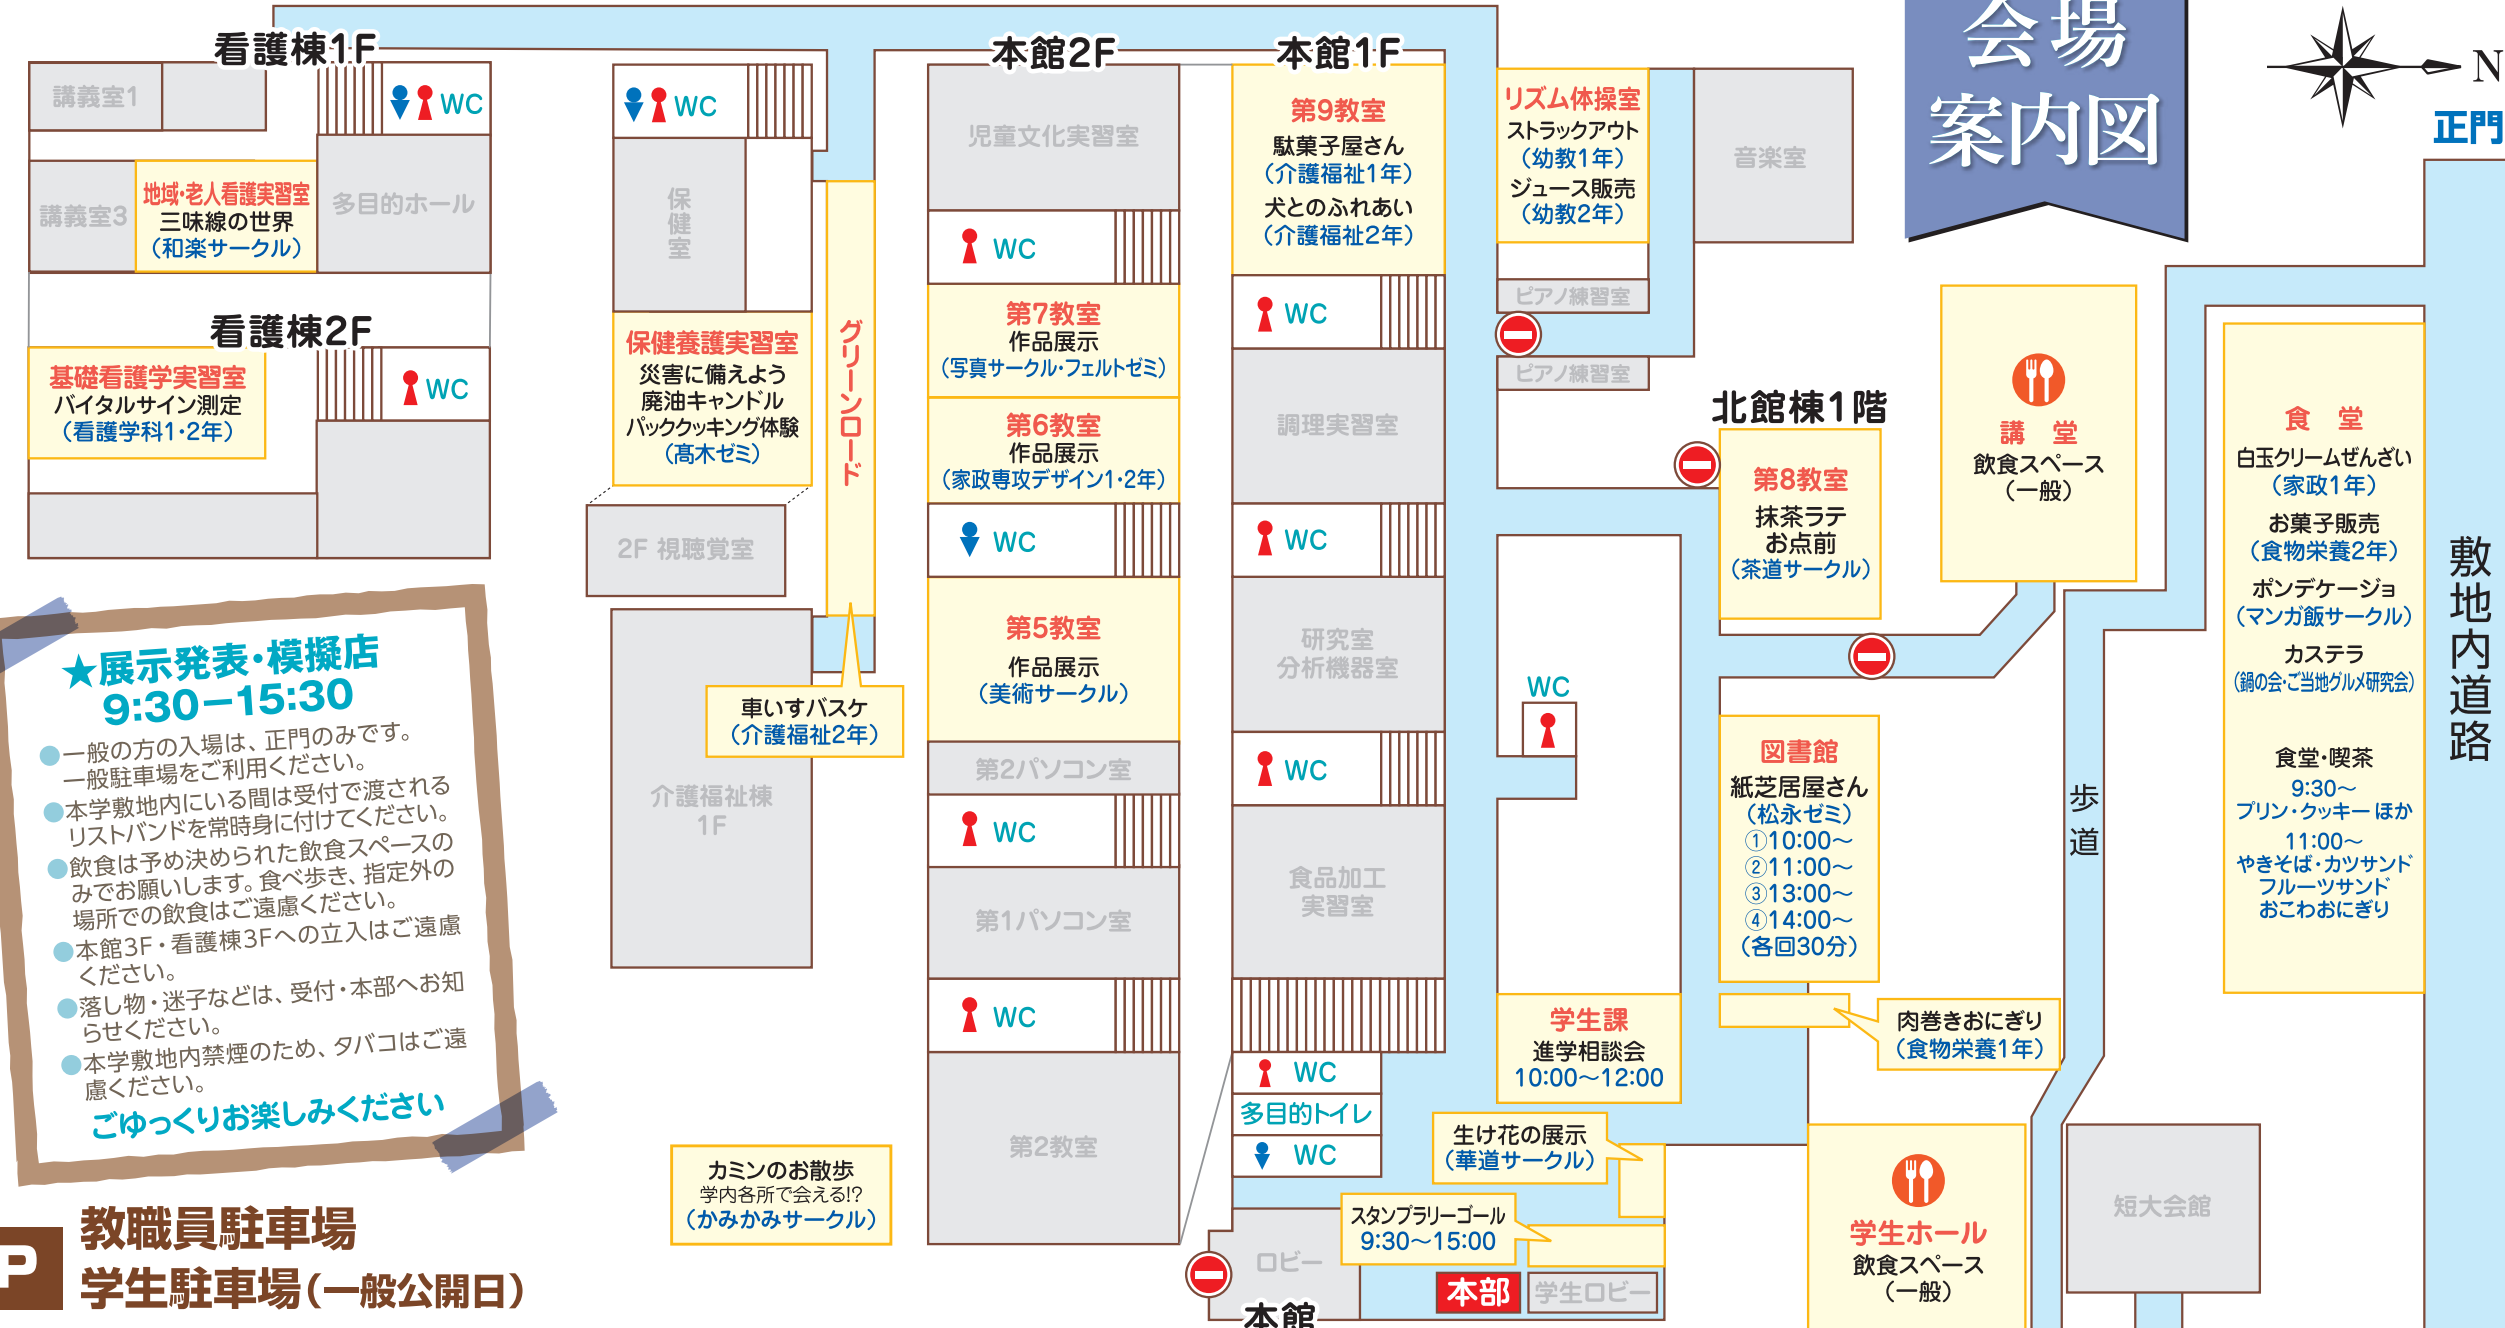 会場
案内図
N
正門
看護棟1F
講義室1
WC
講義室3
地域・老人看護実習室
三味線の世界
（和楽サークル）
多目的ホール
看護棟2F
基礎看護学実習室
バイタルサイン測定
（看護学科1・2年）
WC
WC
保健室
保健養護実習室
災害に備えよう
廃油キャンドル
パッククッキング体験
（髙木ゼミ）
グリーンロード
2F 視聴覚室
車いすバスケ
（介護福祉2年）
介護福祉棟
1F
本館2F
児童文化実習室
WC
第7教室
作品展示
（写真サークル・フェルトゼミ）
第6教室
作品展示
（家政専攻デザイン1・2年）
WC
第5教室
作品展示
（美術サークル）
第2パソコン室
WC
第1パソコン室
WC
第2教室
本館1F
第9教室
駄菓子屋さん
（介護福祉1年）
犬とのふれあい
（介護福祉2年）
WC
調理実習室
WC
研究室
分析機器室
WC
食品加工
実習室
WC
多目的トイレ
WC
ロビー
本館
リズム体操室
ストラックアウト
（幼教1年）
ジュース販売
（幼教2年）
音楽室
ピアノ練習室
ピアノ練習室
北館棟1階
第8教室
抹茶ラテ
お点前
（茶道サークル）
WC
図書館
紙芝居屋さん
（松永ゼミ）
①10:00～
②11:00～
③13:00～
④14:00～
（各回30分）
肉巻きおにぎり
（食物栄養1年）
学生課
進学相談会
10:00～12:00
生け花の展示
（華道サークル）
スタンプラリーゴール
9:30～15:00
本部
学生ロビー
講　堂
飲食スペース
（一般）
食　堂
白玉クリームぜんざい
（家政1年）
お菓子販売
（食物栄養2年）
ポンデケージョ
（マンガ飯サークル）
カステラ
（鍋の会・ご当地グルメ研究会）
食堂・喫茶
9:30～
プリン・クッキー ほか
11:00～
やきそば・カツサンド
フルーツサンド
おこわおにぎり
敷地内道路
歩道
学生ホール
飲食スペース
（一般）
短大会館
★展示発表・模擬店
9:30－15:30
●一般の方の入場は、正門のみです。
一般駐車場をご利用ください。
●本学敷地内にいる間は受付で渡される
リストバンドを常時身に付けてください。
●飲食は予め決められた飲食スペースの
みでお願いします。食べ歩き、指定外の
場所での飲食はご遠慮ください。
●本館3F・看護棟3Fへの立入はご遠慮
ください。
●落し物・迷子などは、受付・本部へお知
らせください。
●本学敷地内禁煙のため、タバコはご遠
慮ください。
ごゆっくりお楽しみください
カミンのお散歩
学内各所で会える!?
（かみかみサークル）
P
教職員駐車場
学生駐車場（一般公開日）